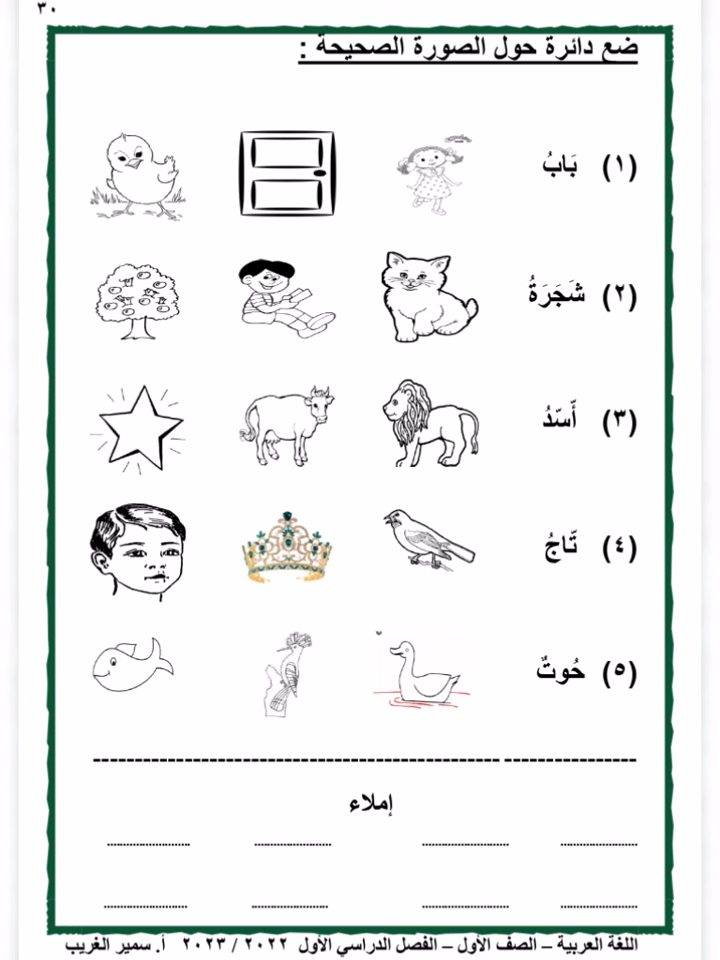 ٣٠
ضع دائرة حول الصورة الصحيحة :
(١) بَابُ
(٢) شَجَرَةُ
(٣) أّسّدُ
(٤) تّاجُ
(٥) حُوتٌ
إملاء
اللغة العربية – الصف الأول – الفصل الدراسي الأول ٢٠٢٢ / ٢٠٢٣ أ. سمير الغريب